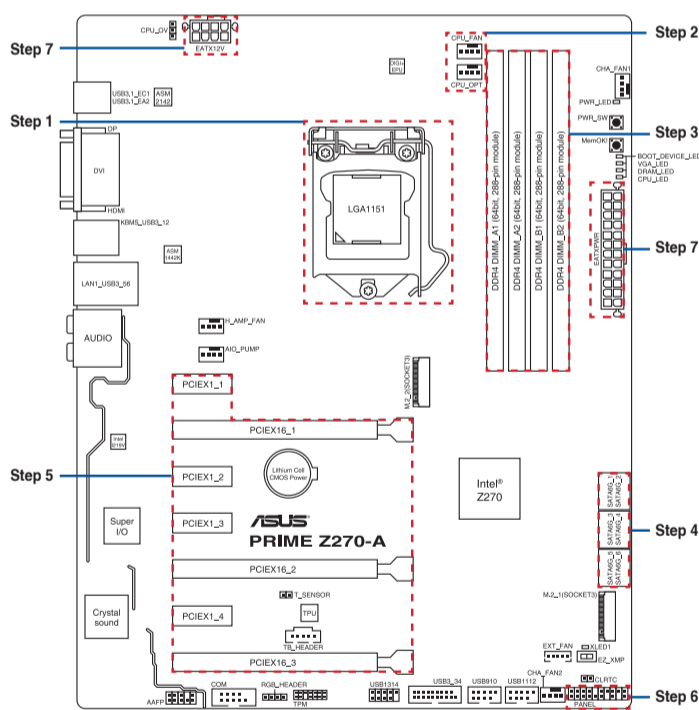 Step 7
CPU_OV
EATX12V
Step 2
CPU_FAN
CPU_OPT
DIGI+
EPU
CHA_FAN1
USB3.1_EC1
USB3.1_EA2
ASM
2142
PWR_LED
PWR_SW
Step 1
DP
DVI
HDMI
MemOK!
Step 3
BOOT_DEVICE_LED
VGA_LED
DRAM_LED
CPU_LED
LGA1151
DDR4 DIMM_A1 (64bit, 288-pin module)
DDR4 DIMM_A2 (64bit, 288-pin module)
DDR4 DIMM_B1 (64bit, 288-pin module)
DDR4 DIMM_B2 (64bit, 288-pin module)
KBMS_USB3_12
ASM
1442K
EATXPWR
Step 7
LAN1_USB3_56
AUDIO
H_AMP_FAN
AIO_PUMP
M.2_2(SOCKET3)
PCIEX1_1
PCIEX16_1
Intel
I219V
Step 5
PCIEX1_2
Lithium Cell
CMOS Power
Intel®
Z270
SATA6G_1
SATA6G_2
SATA6G_3
SATA6G_4
SATA6G_5
SATA6G_6
Step 4
Super
I/O
PCIEX1_3
ASUS
PRIME Z270-A
PCIEX16_2
T_SENSOR
M.2_1(SOCKET3)
Crystal
sound
PCIEX1_4
TPU
TB_HEADER
EXT_FAN
XLED1
EZ_XMP
PCIEX16_3
CLRTC
AAFP
COM
RGB_HEADER
TPM
USB1314
USB3_34
USB910
USB1112
CHA_FAN2
PANEL
Step 6